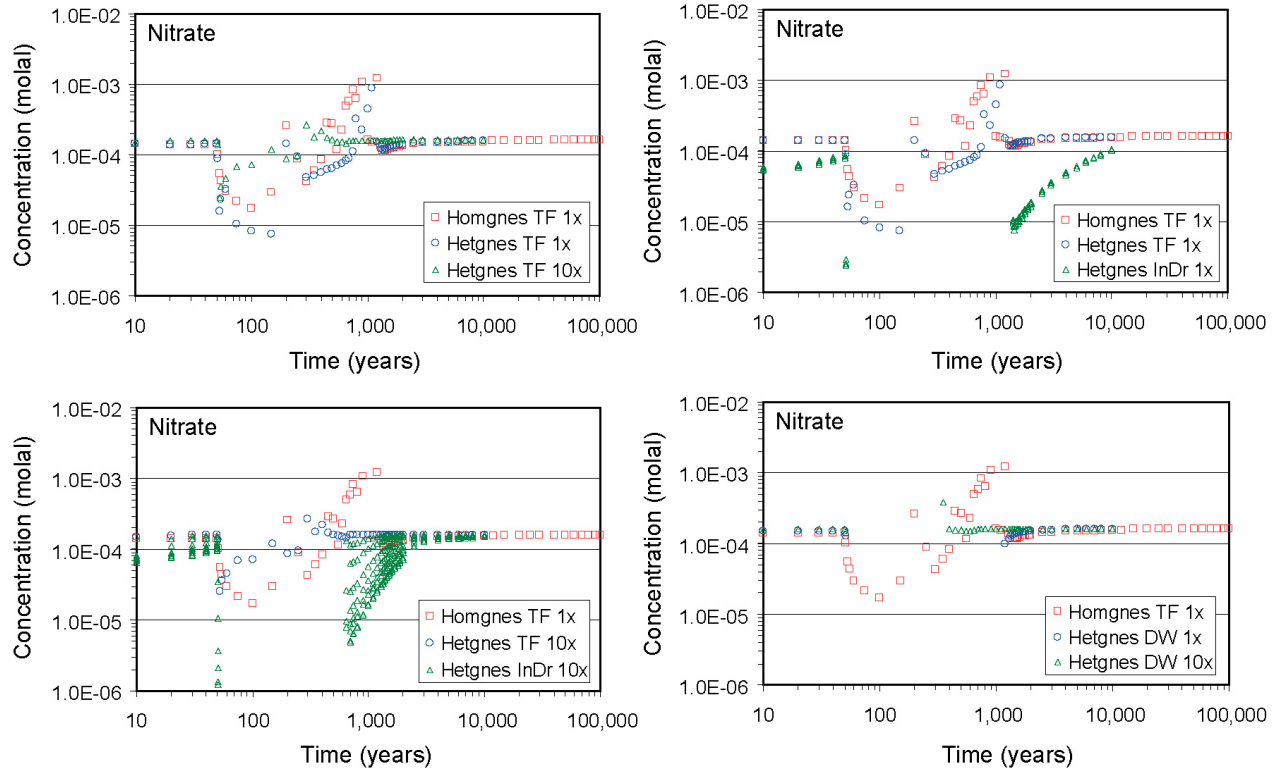 Nitrate
Concentration (molal)
1.0E-02
1.0E-03
1.0E-04
1.0E-05
1.0E-06
10
100
1,000
10,000
100,000
Time (years)
Homgnes TF 1x
Hetgnes TF 1x
Hetgnes TF 10x
Nitrate
Concentration (molal)
1.0E-02
1.0E-03
1.0E-04
1.0E-05
1.0E-06
10
100
1,000
10,000
100,000
Time (years)
Homgnes TF 1x
Hetgnes TF 1x
Hetgnes InDr 1x
Nitrate
Concentration (molal)
1.0E-02
1.0E-03
1.0E-04
1.0E-05
1.0E-06
10
100
1,000
10,000
100,000
Time (years)
Homgnes TF 1x
Hetgnes TF 10x
Hetgnes InDr 10x
Nitrate
Concentration (molal)
1.0E-02
1.0E-03
1.0E-04
1.0E-05
1.0E-06
10
100
1,000
10,000
100,000
Time (years)
Homgnes TF 1x
Hetgnes DW 1x
Hetgnes DW 10x